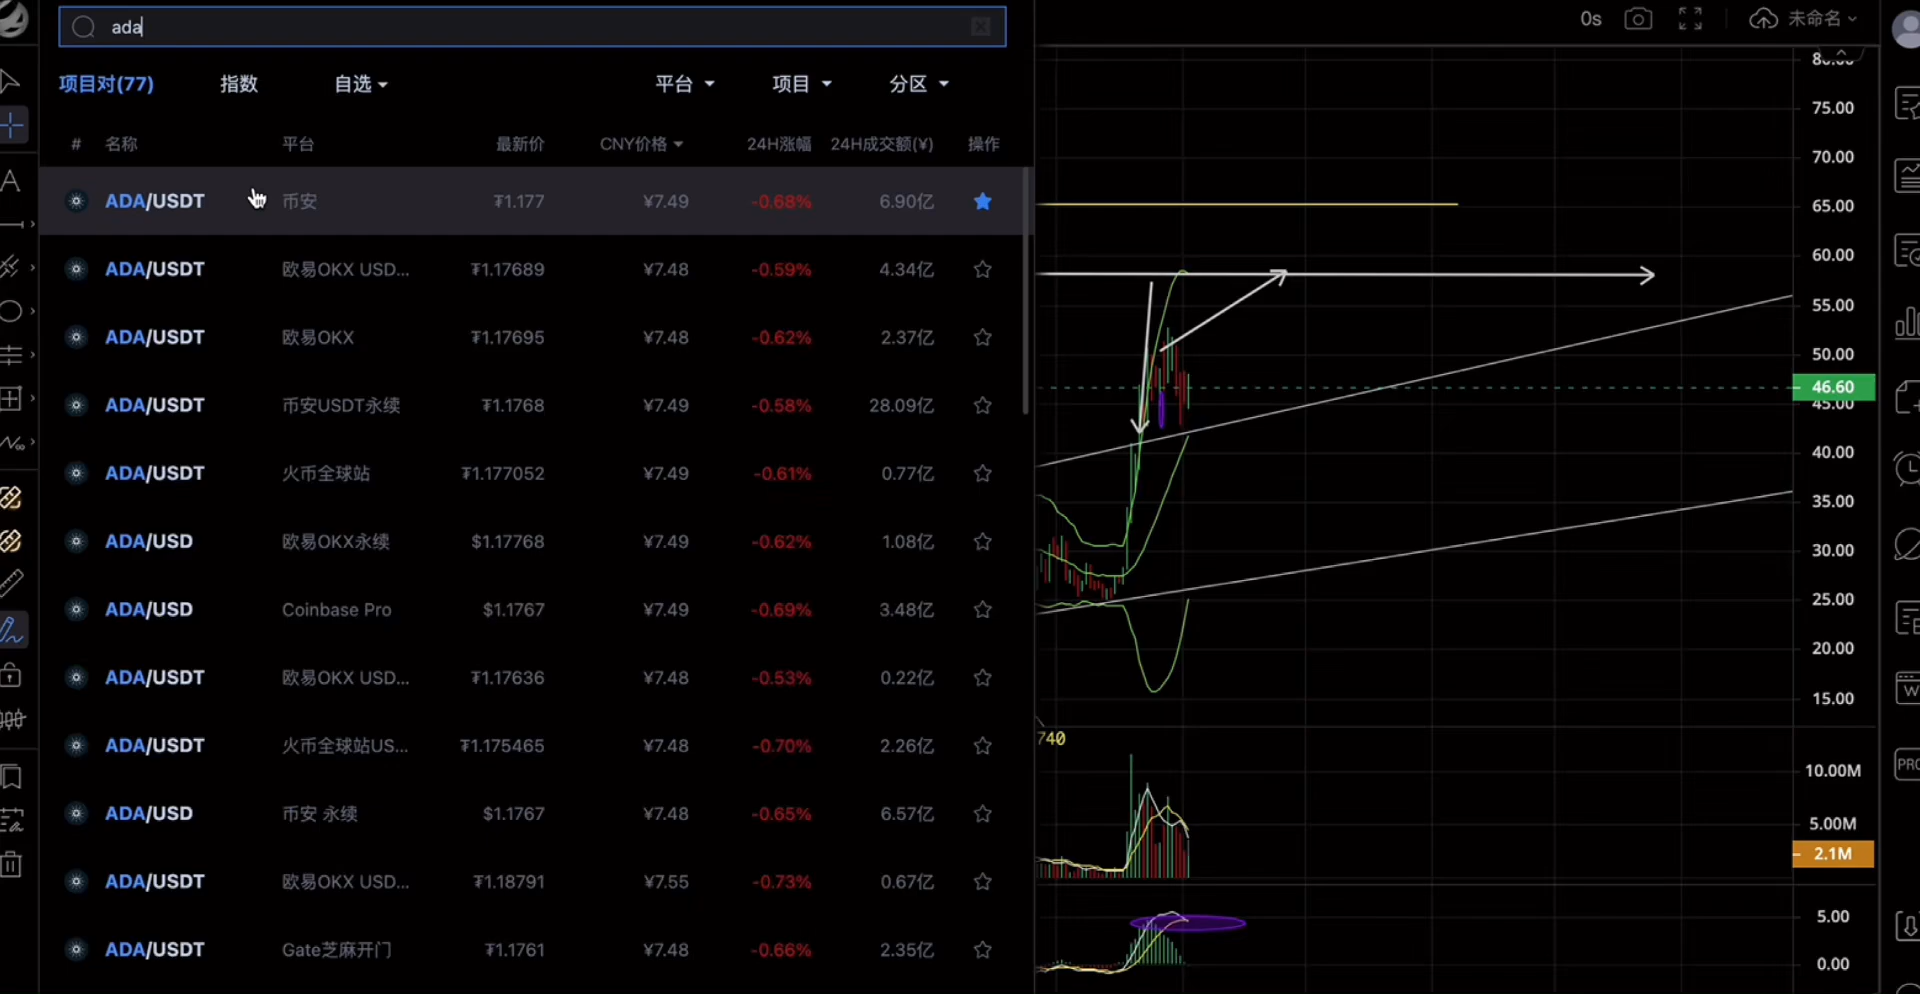 ada
0s 未命名
项目对(77) 指数 自选 平台 项目 分区
# 名称 平台 最新价 CNY价格 24H涨幅 24H成交额(¥) 操作
ADA/USDT 币安 ₮1.177 ¥7.49 -0.68% 6.90亿
ADA/USDT 欧易OKX USD... ₮1.17689 ¥7.48 -0.59% 4.34亿
ADA/USDT 欧易OKX ₮1.17695 ¥7.48 -0.62% 2.37亿
ADA/USDT 币安USDT永续 ₮1.1768 ¥7.49 -0.58% 28.09亿
ADA/USDT 火币全球站 ₮1.177052 ¥7.49 -0.61% 0.77亿
ADA/USD 欧易OKX永续 $1.17768 ¥7.49 -0.62% 1.08亿
ADA/USD Coinbase Pro $1.1767 ¥7.49 -0.69% 3.48亿
ADA/USDT 欧易OKX USD... ₮1.17636 ¥7.48 -0.53% 0.22亿
ADA/USDT 火币全球站US... ₮1.175465 ¥7.48 -0.70% 2.26亿
ADA/USD 币安 永续 $1.1767 ¥7.48 -0.65% 6.57亿
ADA/USDT 欧易OKX USD... ₮1.18791 ¥7.55 -0.73% 0.67亿
ADA/USDT Gate芝麻开门 ₮1.1761 ¥7.48 -0.66% 2.35亿
75.00
70.00
65.00
60.00
55.00
50.00
46.60
45.00
40.00
35.00
30.00
25.00
20.00
15.00
740
10.00M
5.00M
2.1M
5.00
0.00